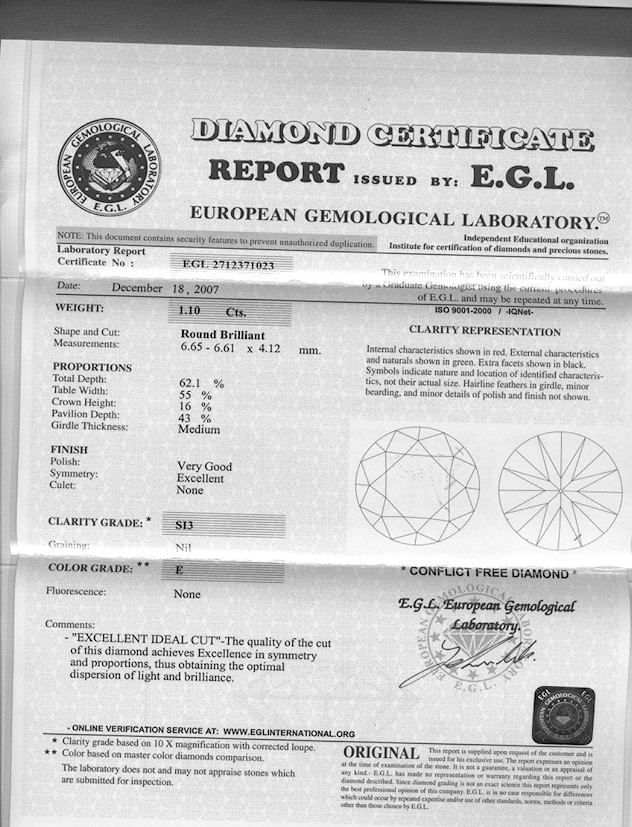 EUROPEAN GEMOLOGICAL LABORATORY
E.G.L.
DIAMOND CERTIFICATE
REPORT ISSUED BY: E.G.L.
EUROPEAN GEMOLOGICAL LABORATORY.™
NOTE: This document contains security features to prevent unauthorized duplication.
Independent Educational organization
Institute for certification of diamonds and precious stones.
Laboratory Report
Certificate No : EGL 2712371023
This examination has been scientifically carried out
by a Graduate Gemologist using the current procedures
of E.G.L. and may be repeated at any time.
ISO 9001-2000 / -IQNet-
Date: December 18, 2007
WEIGHT: 1.10 Cts.
Shape and Cut: Round Brilliant
Measurements: 6.65 - 6.61 x 4.12 mm.
PROPORTIONS
Total Depth: 62.1 %
Table Width: 55 %
Crown Height: 16 %
Pavilion Depth: 43 %
Girdle Thickness: Medium
FINISH
Polish: Very Good
Symmetry: Excellent
Culet: None
CLARITY GRADE: * SI3
Graining: Nil
COLOR GRADE: ** E
Fluorescence: None
Comments:
- "EXCELLENT IDEAL CUT"-The quality of the cut
of this diamond achieves Excellence in symmetry
and proportions, thus obtaining the optimal
dispersion of light and brilliance.
CLARITY REPRESENTATION
Internal characteristics shown in red. External characteristics
and naturals shown in green. Extra facets shown in black.
Symbols indicate nature and location of identified characteris-
tics, not their actual size. Hairline feathers in girdle, minor
bearding, and minor details of polish and finish not shown.
* CONFLICT FREE DIAMOND *
E.G.L. European Gemological
Laboratory.
EUROPEAN GEMOLOGICAL LABORATORY
E.G.L.
EGL EGL
- ONLINE VERIFICATION SERVICE AT: WWW.EGLINTERNATIONAL.ORG
* Clarity grade based on 10 X magnification with corrected loupe.
** Color based on master color diamonds comparison.
The laboratory does not and may not appraise stones which
are submitted for inspection.
ORIGINAL This report is supplied upon request of the customer and is
issued for his exclusive use. The report expresses an opinion
at the time of examination of the stone. It is not a guarantee, a valuation or an appraisal of
any kind.- E.G.L. has made no representation or warranty regarding this report or the
diamond described. Since diamond grading is not an exact science this report represents only
the best professional opinion of this company. E.G.L. is in no case responsible for differences
which could occur by repeated expertise and/or use of other standards, norms, methods or criteria
other than those chosen by E.G.L.